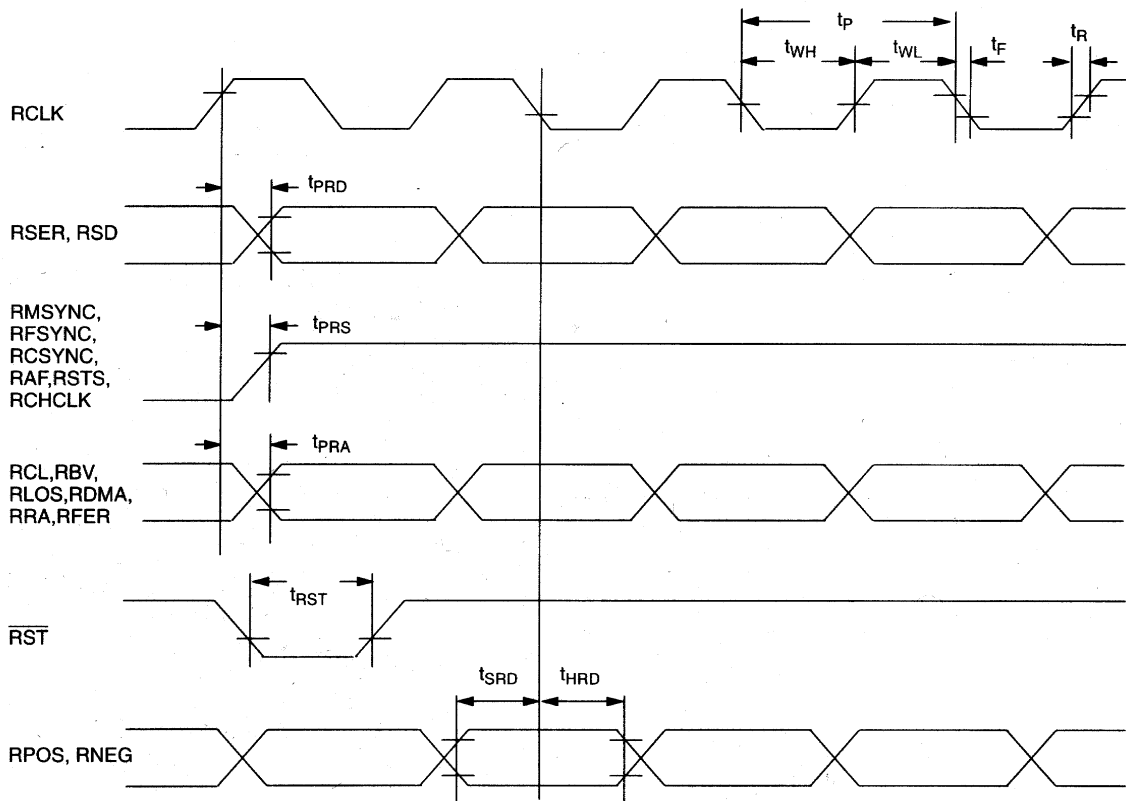 tP
tWH
tWL
tF
tR
RCLK
tPRD
RSER, RSD
RMSYNC,
RFSYNC,
RCSYNC,
RAF,RSTS,
RCHCLK
tPRS
tPRA
RCL,RBV,
RLOS,RDMA,
RRA,RFER
tRST
RST
tSRD
tHRD
RPOS, RNEG